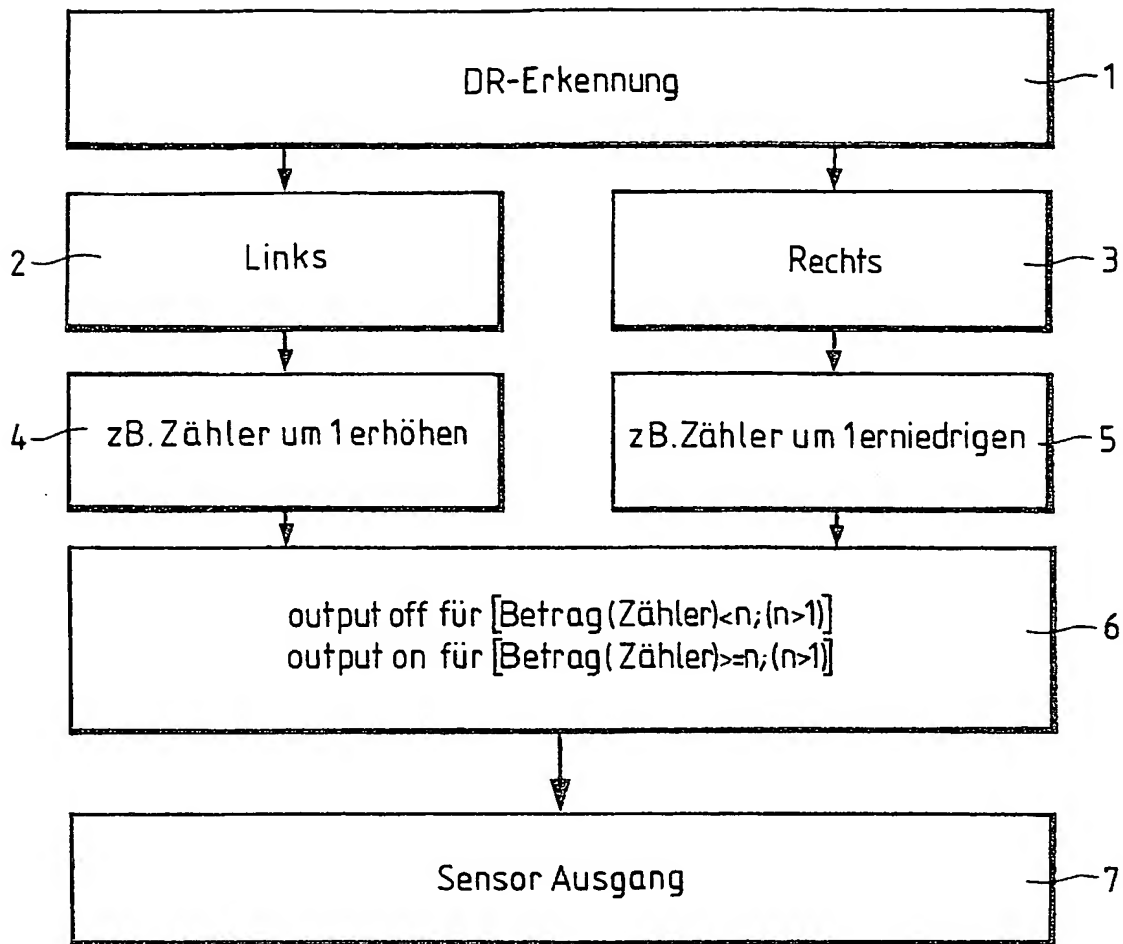 DR-Erkennung
1
2
Links
Rechts
3
4
zB. Zähler um 1 erhöhen
zB. Zähler um 1 erniedrigen
5
output off für [Betrag (Zähler)<n; (n>1)]
output on für [Betrag (Zähler)>=n; (n>1)]
6
Sensor Ausgang
7